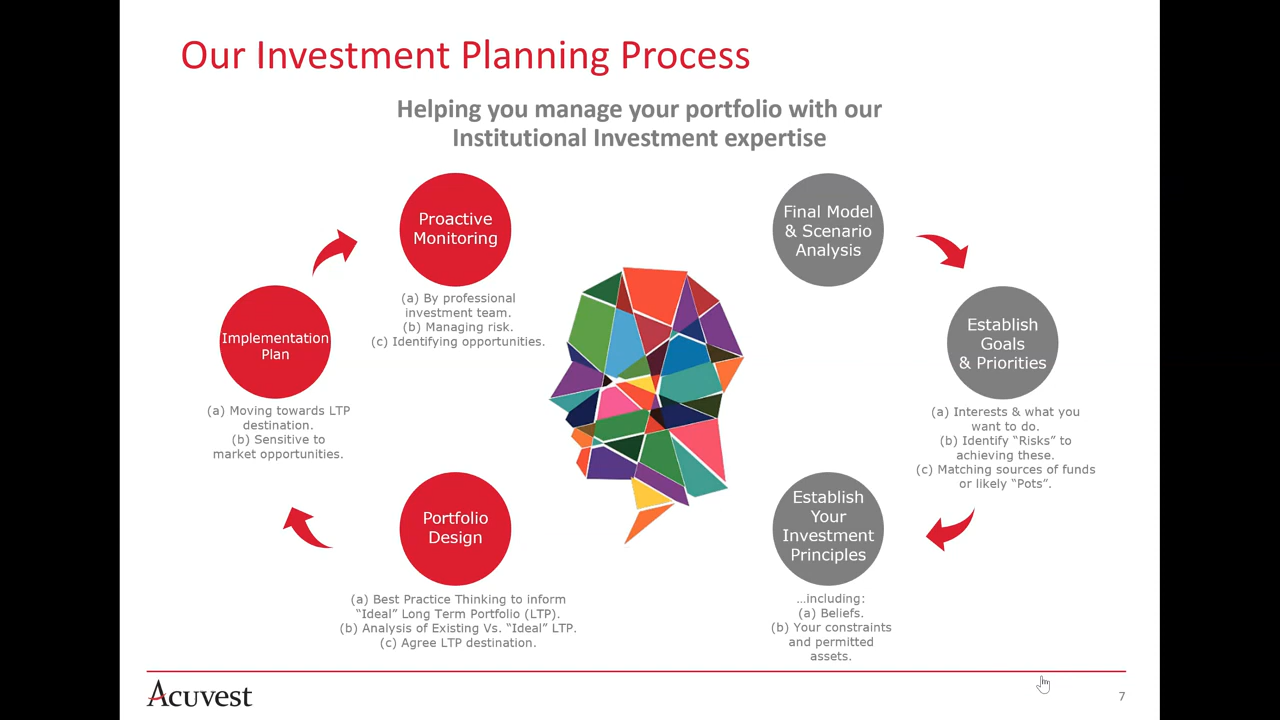 Our Investment Planning Process
Helping you manage your portfolio with our
Institutional Investment expertise
Proactive
Monitoring
(a) By professional
investment team.
(b) Managing risk.
(c) Identifying opportunities.
Final Model
& Scenario
Analysis
Implementation
Plan
(a) Moving towards LTP
destination.
(b) Sensitive to
market opportunities.
Establish
Goals
& Priorities
(a) Interests & what you
want to do.
(b) Identify “Risks” to
achieving these.
(c) Matching sources of funds
or likely “Pots”.
Portfolio
Design
(a) Best Practice Thinking to inform
“Ideal” Long Term Portfolio (LTP).
(b) Analysis of Existing Vs. “Ideal” LTP.
(c) Agree LTP destination.
Establish
Your
Investment
Principles
…including:
(a) Beliefs.
(b) Your constraints
and permitted
assets.
Acuvest
7